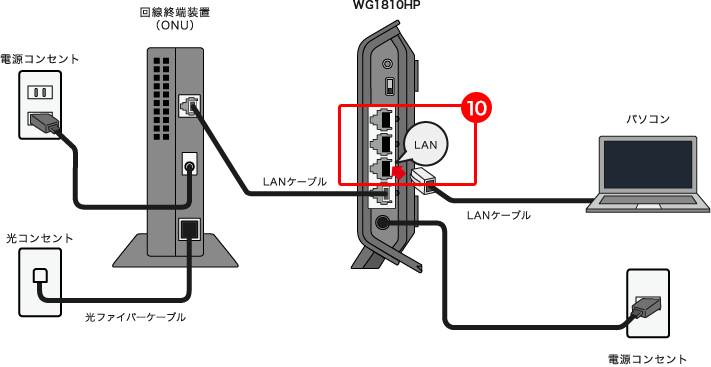 回線終端装置
（ONU）
WG1810HP
電源コンセント
10
パソコン
LAN
LANケーブル
LANケーブル
光コンセント
光ファイバーケーブル
電源コンセント